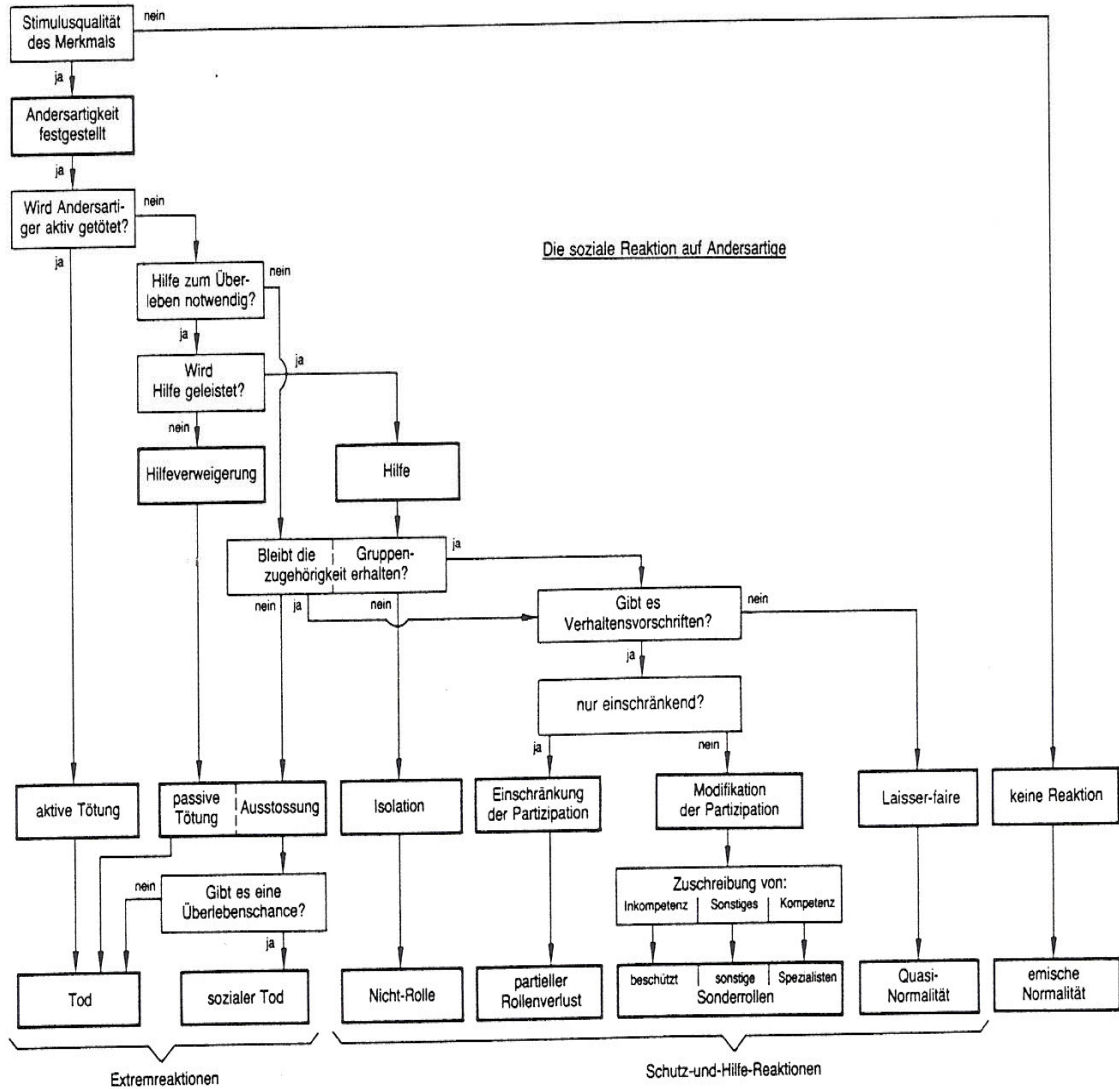 nein
Stimulusqualität
des Merkmals
ja
Andersartigkeit
festgestellt
ja
nein
Wird Andersarti-
ger aktiv getötet?
ja
Die soziale Reaktion auf Andersartige
nein
Hilfe zum Über-
leben notwendig?
ja
ja
Wird
Hilfe geleistet?
nein
Hilfeverweigerung
Hilfe
ja
Bleibt die Gruppen-
zugehörigkeit erhalten?
nein ja nein
nein
Gibt es
Verhaltensvorschriften?
ja
nur einschränkend?
ja nein
aktive Tötung
passive
Tötung
Ausstossung
Isolation
Einschränkung
der Partizipation
Modifikation
der Partizipation
Laisser-faire
keine Reaktion
nein
Gibt es eine
Überlebenschance?
ja
Zuschreibung von:
Inkompetenz Sonstiges Kompetenz
Tod
sozialer Tod
Nicht-Rolle
partieller
Rollenverlust
beschützt sonstige Spezialisten
Sonderrollen
Quasi-
Normalität
emische
Normalität
Extremreaktionen
Schutz-und-Hilfe-Reaktionen